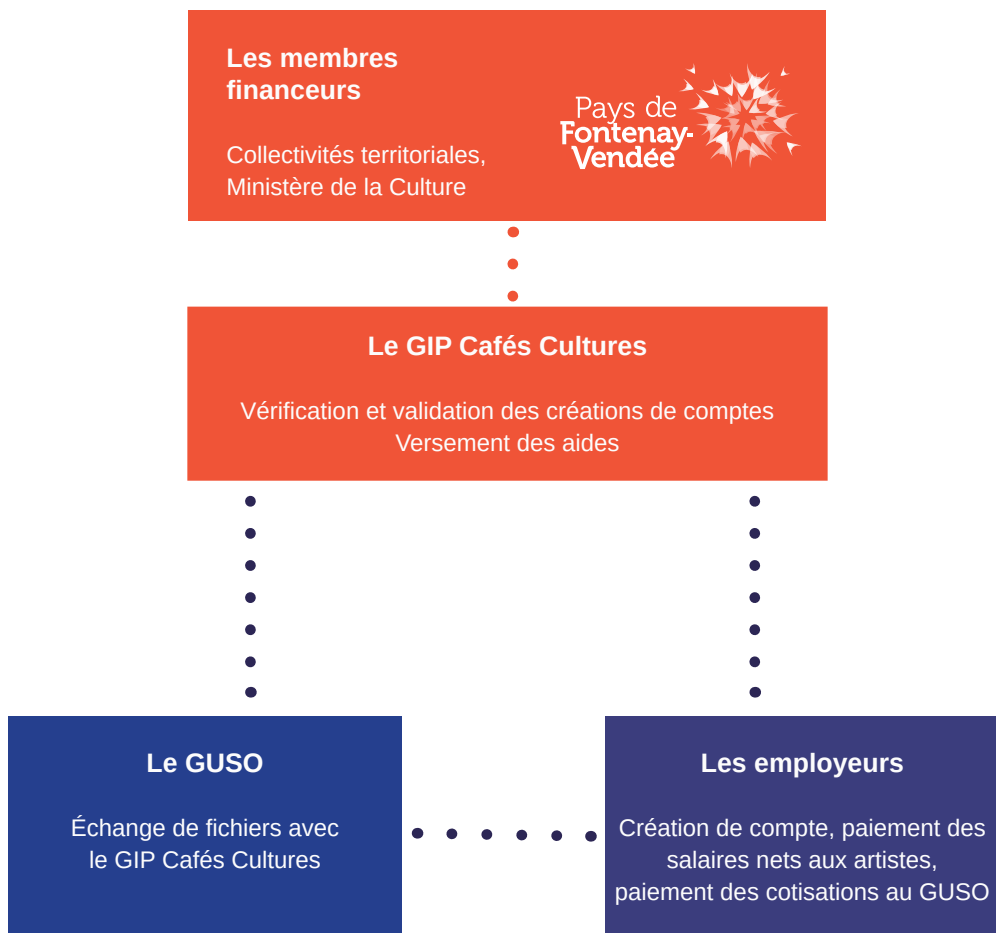 Les membres
financeurs
Collectivités territoriales,
Ministère de la Culture
Pays de
Fontenay-
Vendée
Le GIP Cafés Cultures
Vérification et validation des créations de comptes
Versement des aides
Le GUSO
Échange de fichiers avec
le GIP Cafés Cultures
Les employeurs
Création de compte, paiement des
salaires nets aux artistes,
paiement des cotisations au GUSO